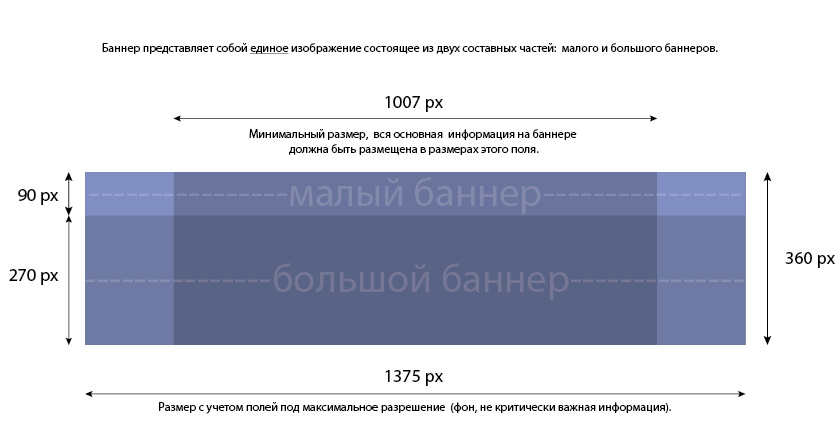 Баннер представляет собой единое изображение состоящее из двух составных частей: малого и большого баннеров.
1007 px
Минимальный размер, вся основная информация на баннере
должна быть размещена в размерах этого поля.
90 px
малый баннер
270 px
большой баннер
360 px
1375 px
Размер с учетом полей под максимальное разрешение (фон, не критически важная информация).